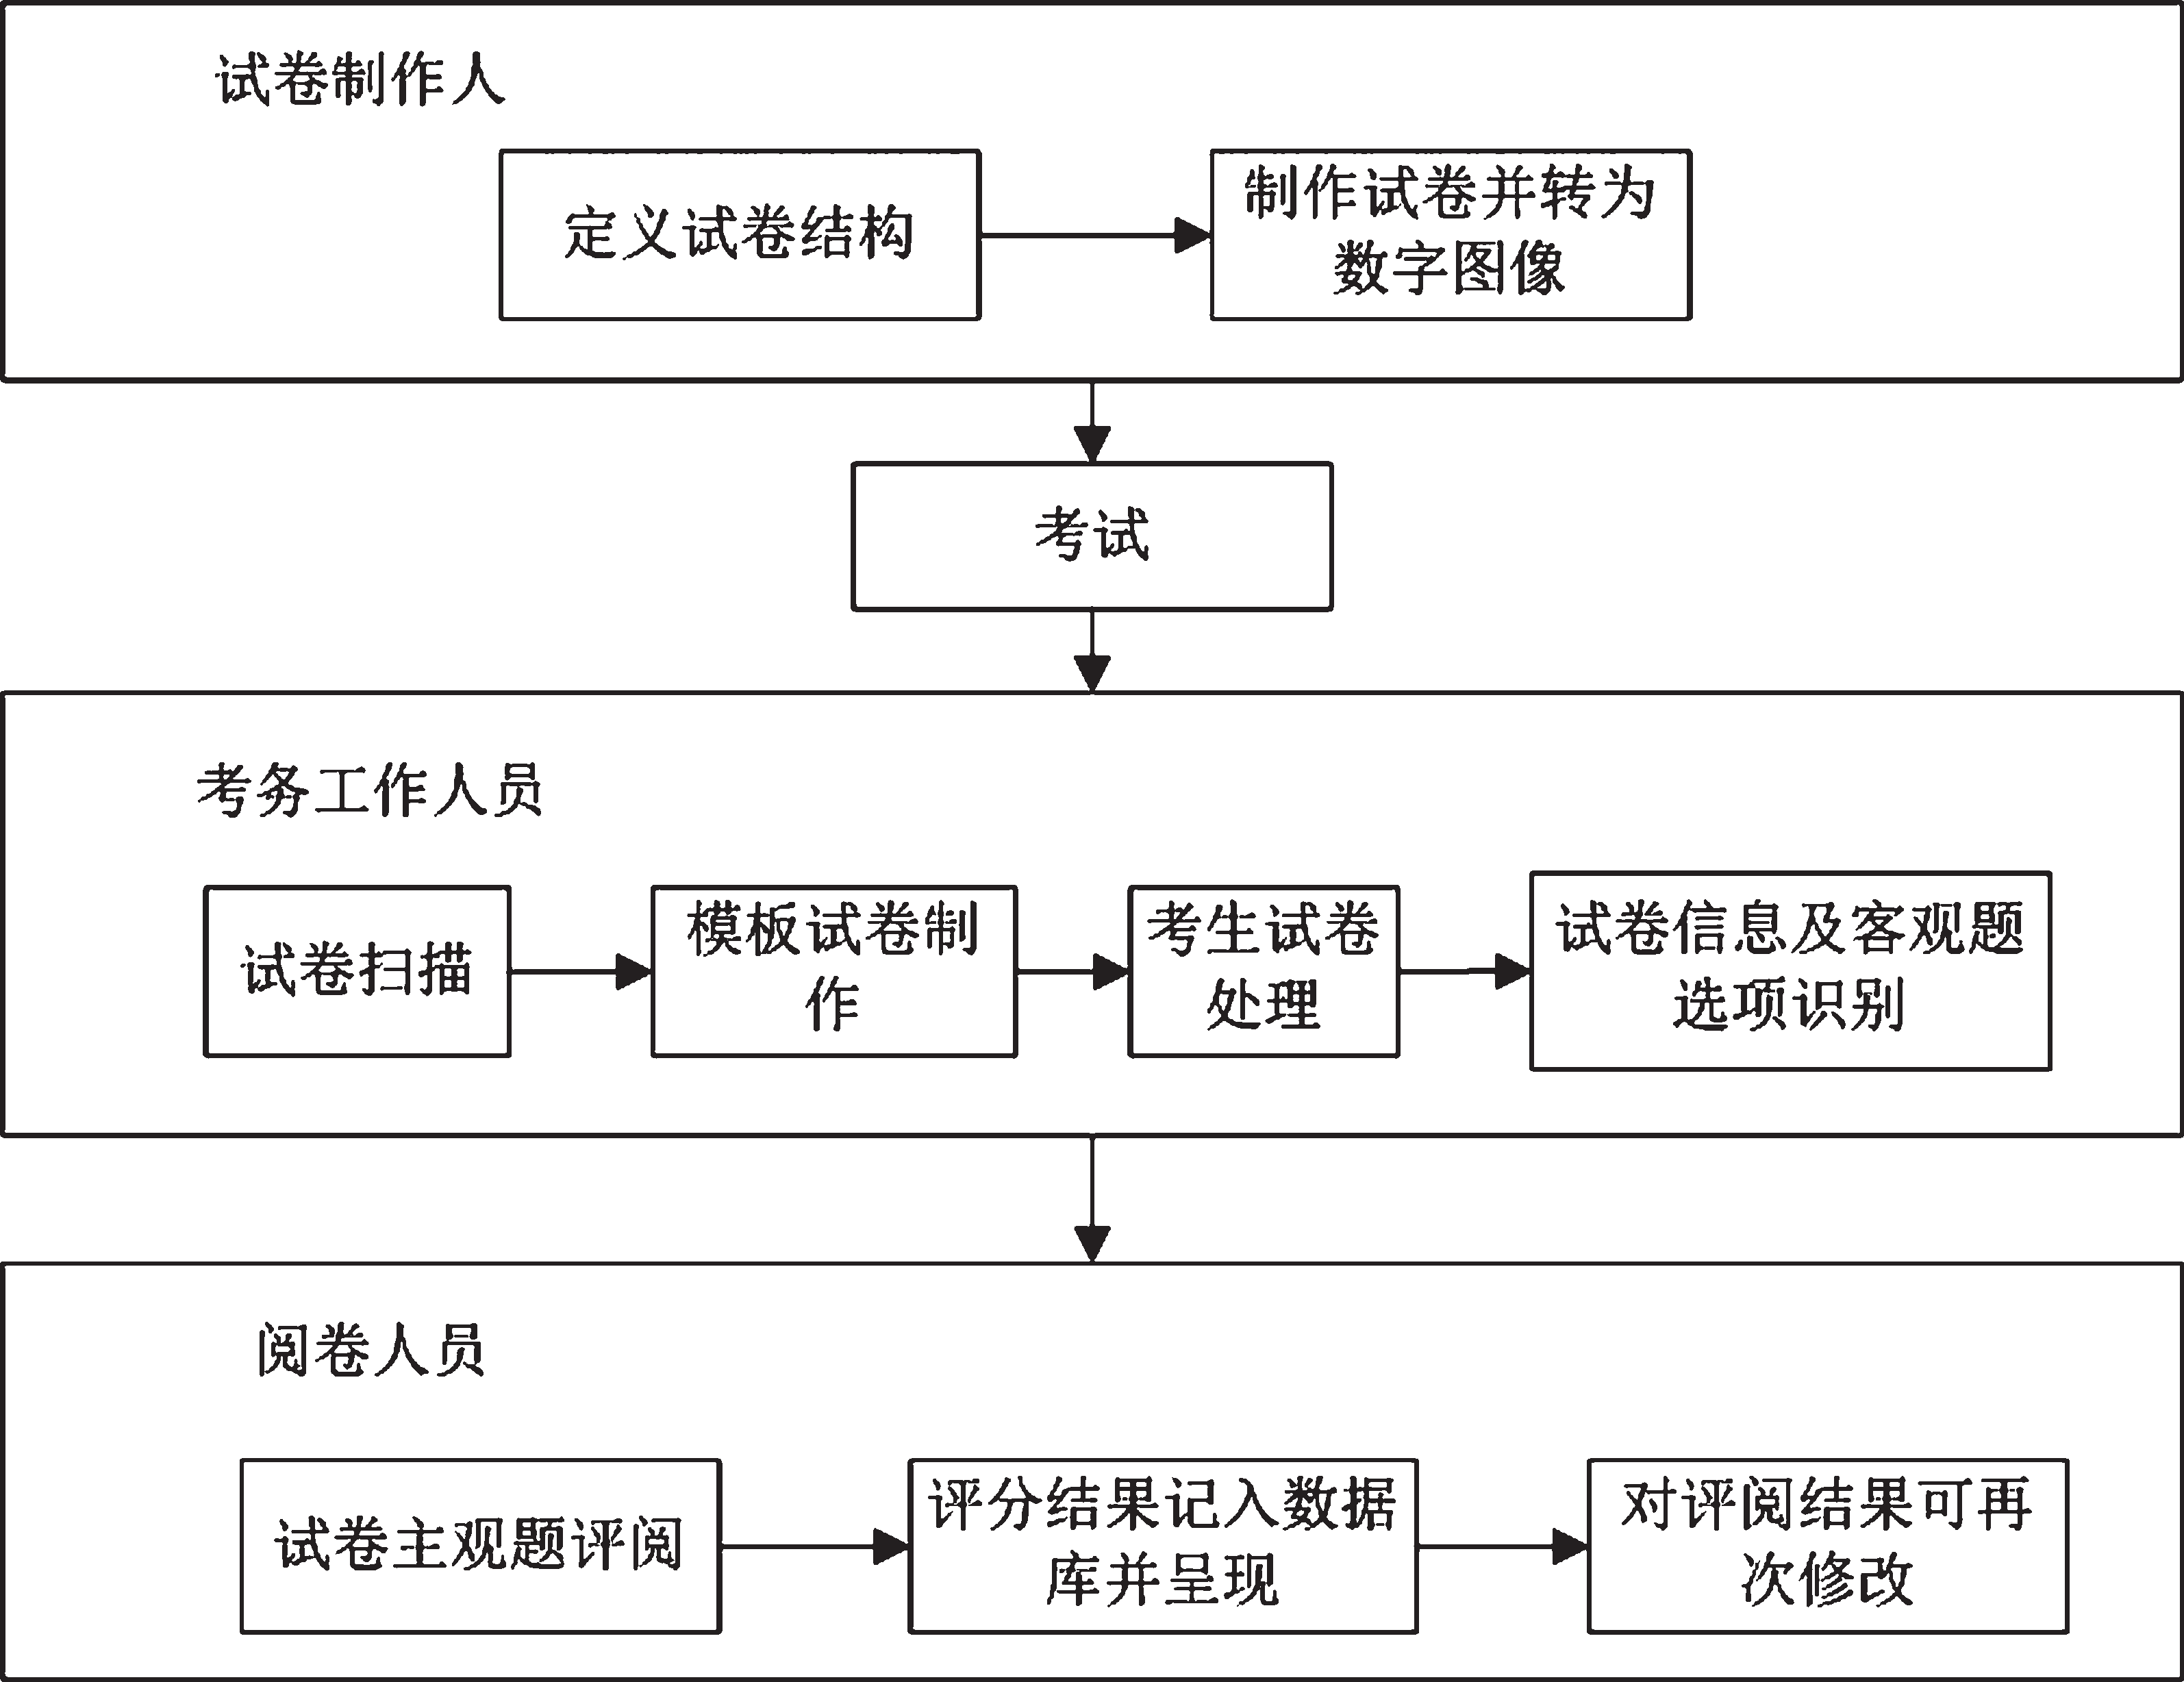 试卷制作人
定义试卷结构
制作试卷并转为
数字图像
考试
考务工作人员
试卷扫描
模板试卷制
作
考生试卷
处理
试卷信息及客观题
选项识别
阅卷人员
试卷主观题评阅
评分结果记入数据
库并呈现
对评阅结果可再
次修改